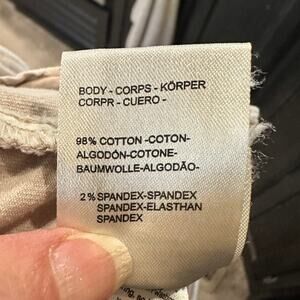 BODY - CORPS - KÖRPER
CORPR - CUERO -
98% COTTON -COTON-
ALGODÓN-COTONE-
BAUMWOLLE-ALGODÃO-
2% SPANDEX-SPANDEX
SPANDEX-ELASTHAN
SPANDEX